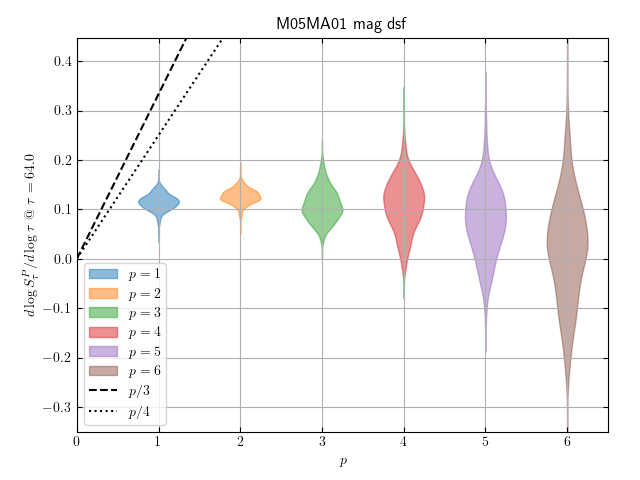 M05MA01 mag dsf
d log S^P_τ/d log τ @ τ = 64.0
0.4
0.3
0.2
0.1
0.0
−0.1
−0.2
−0.3
p = 1
p = 2
p = 3
p = 4
p = 5
p = 6
p/3
p/4
0 1 2 3 4 5 6
p